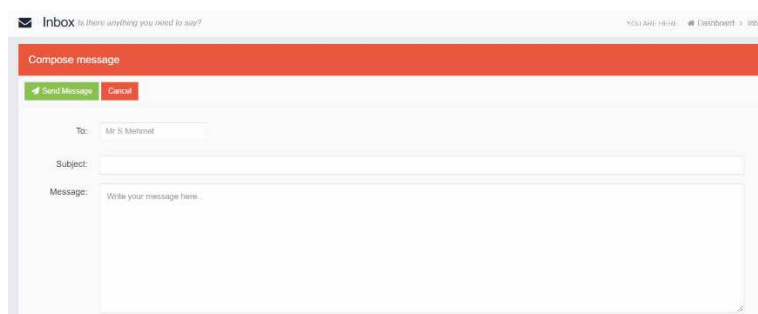 Inbox Is there anything you need to say?
YOU ARE HERE: Dashboard > Inb
Compose message
Send Message Cancel
To: Mr S Mehmet
Subject:
Message: Write your message here...